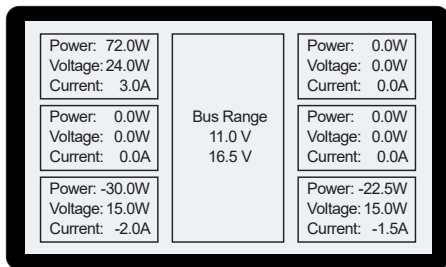 Power: 72.0W
Voltage: 24.0W
Current: 3.0A
Power: 0.0W
Voltage: 0.0W
Current: 0.0A
Power: -30.0W
Voltage: 15.0W
Current: -2.0A
Bus Range
11.0 V
16.5 V
Power: 0.0W
Voltage: 0.0W
Current: 0.0A
Power: 0.0W
Voltage: 0.0W
Current: 0.0A
Power: -22.5W
Voltage: 15.0W
Current: -1.5A